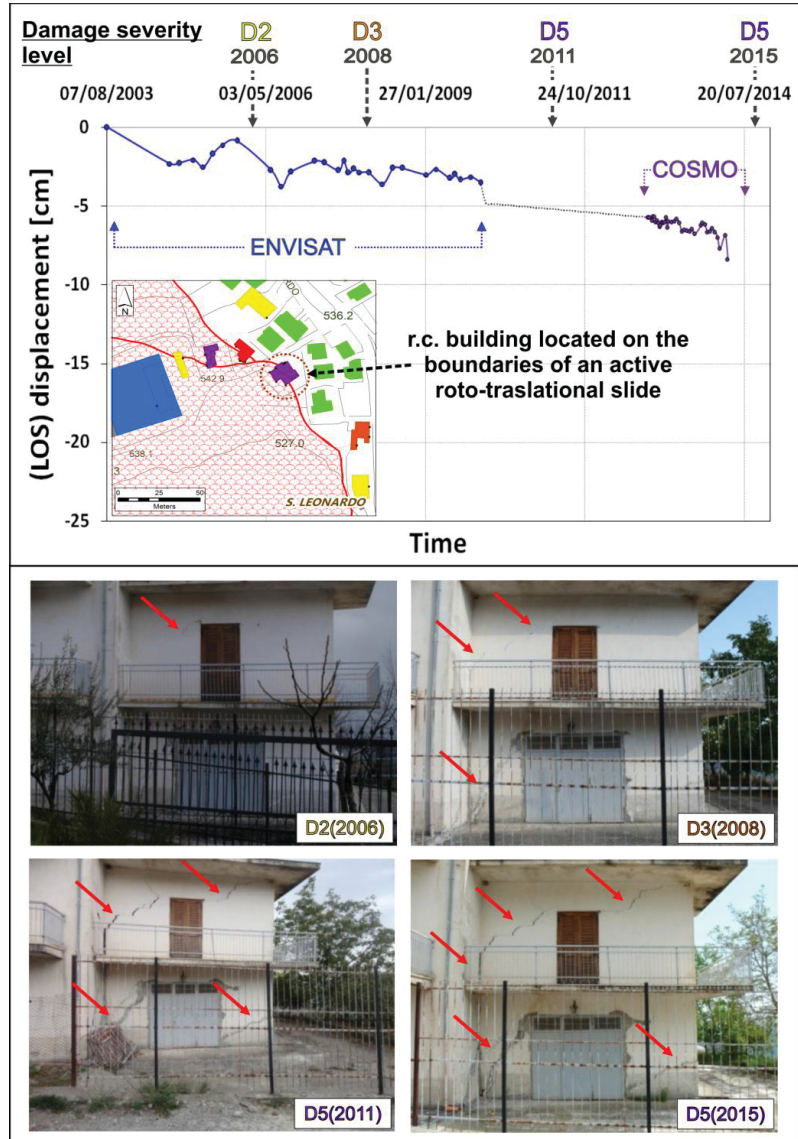 Damage severity
level
D2
2006
D3
2008
D5
2011
D5
2015
07/08/2003
03/05/2006
27/01/2009
24/10/2011
20/07/2014
0
-5
-10
-15
-20
-25
(LOS) displacement [cm]
COSMO
ENVISAT
N
536.2
542.9
538.1
527.0
3
0 25 50
Meters
S. LEONARDO
r.c. building located on the
boundaries of an active
roto-traslational slide
Time
D2(2006)
D3(2008)
D5(2011)
D5(2015)